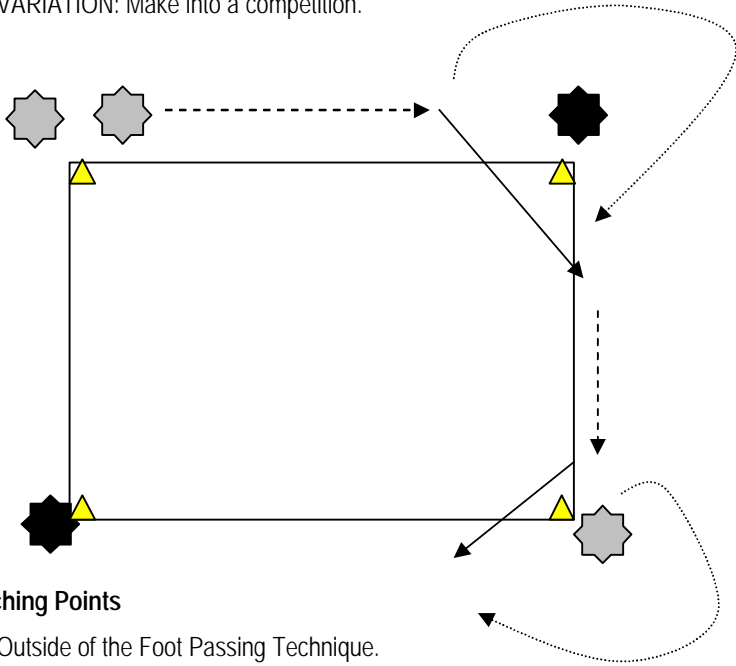 VARIATION: Make into a competition.
ching Points
Outside of the Foot Passing Technique.